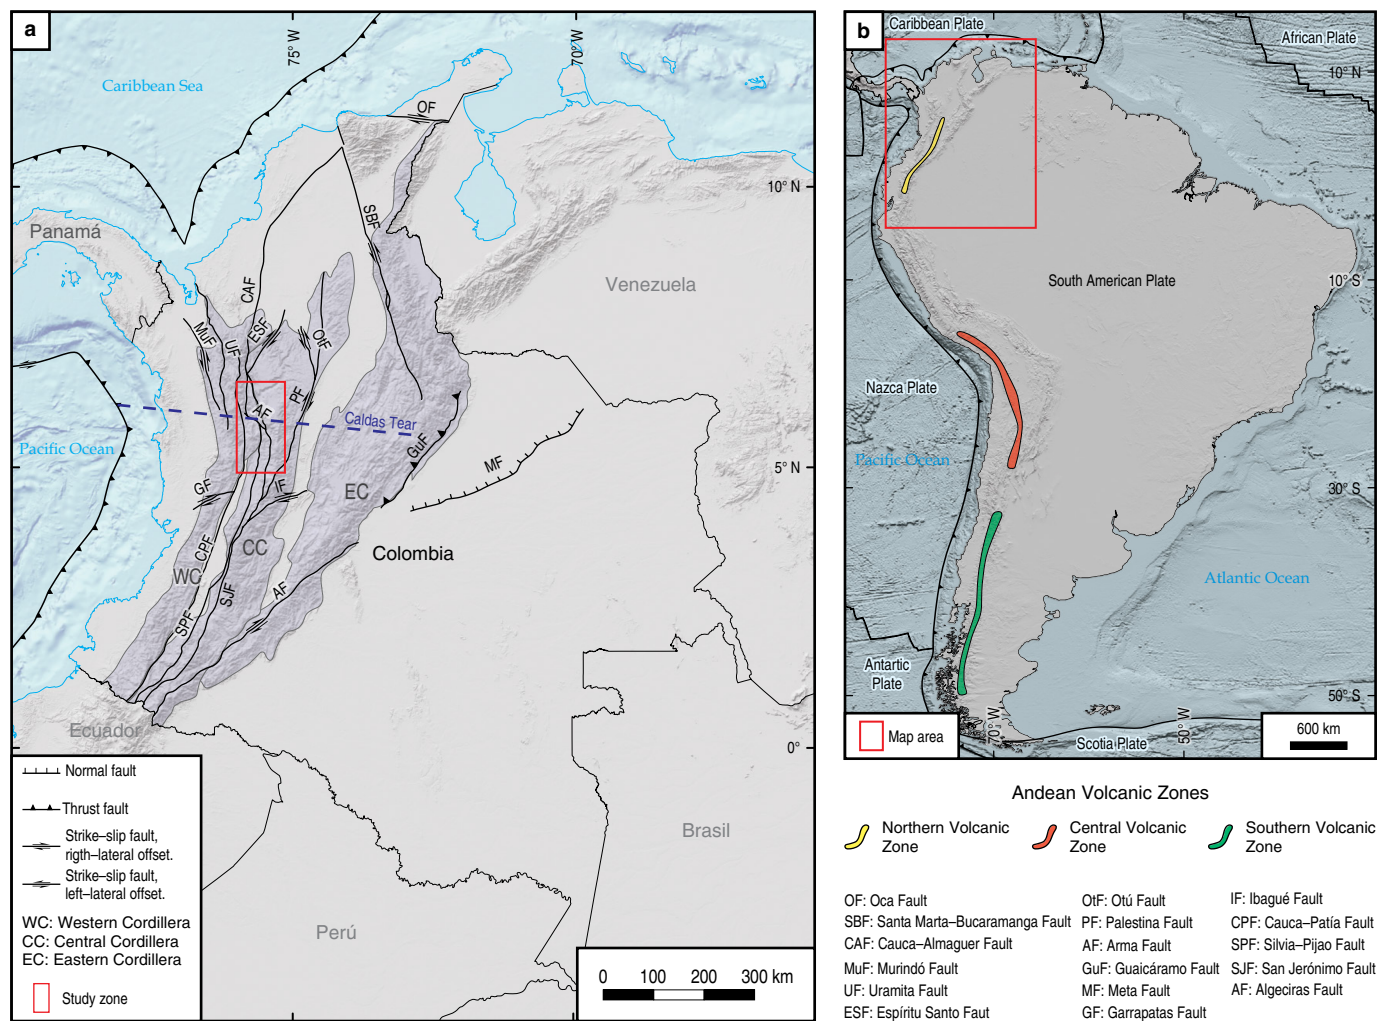 a
75° W
70° W
Caribbean Sea
OF
10° N
SBF
Panamá
Venezuela
CAF
MuF
UF
ESF
OtF
PF
AF
Caldas Tear
GuF
Pacific Ocean
MF
5° N
GF
IF
EC
CPF
CC
Colombia
WC
SJF
AF
SPF
Ecuador
0°
Brasil
Perú
Normal fault
Thrust fault
Strike–slip fault,
rigth–lateral offset.
Strike–slip fault,
left–lateral offset.
WC: Western Cordillera
CC: Central Cordillera
EC: Eastern Cordillera
Study zone
0 100 200 300 km
b
Caribbean Plate
African Plate
10° N
South American Plate
10° S
Nazca Plate
Pacific Ocean
30° S
Atlantic Ocean
Antartic
Plate
50° S
70° W
50° W
Scotia Plate
Map area
600 km
Andean Volcanic Zones
Northern Volcanic
Zone
Central Volcanic
Zone
Southern Volcanic
Zone
OF: Oca Fault
SBF: Santa Marta–Bucaramanga Fault
CAF: Cauca–Almaguer Fault
MuF: Murindó Fault
UF: Uramita Fault
ESF: Espíritu Santo Faut
OtF: Otú Fault
PF: Palestina Fault
AF: Arma Fault
GuF: Guaicáramo Fault
MF: Meta Fault
GF: Garrapatas Fault
IF: Ibagué Fault
CPF: Cauca–Patía Fault
SPF: Silvia–Pijao Fault
SJF: San Jerónimo Fault
AF: Algeciras Fault